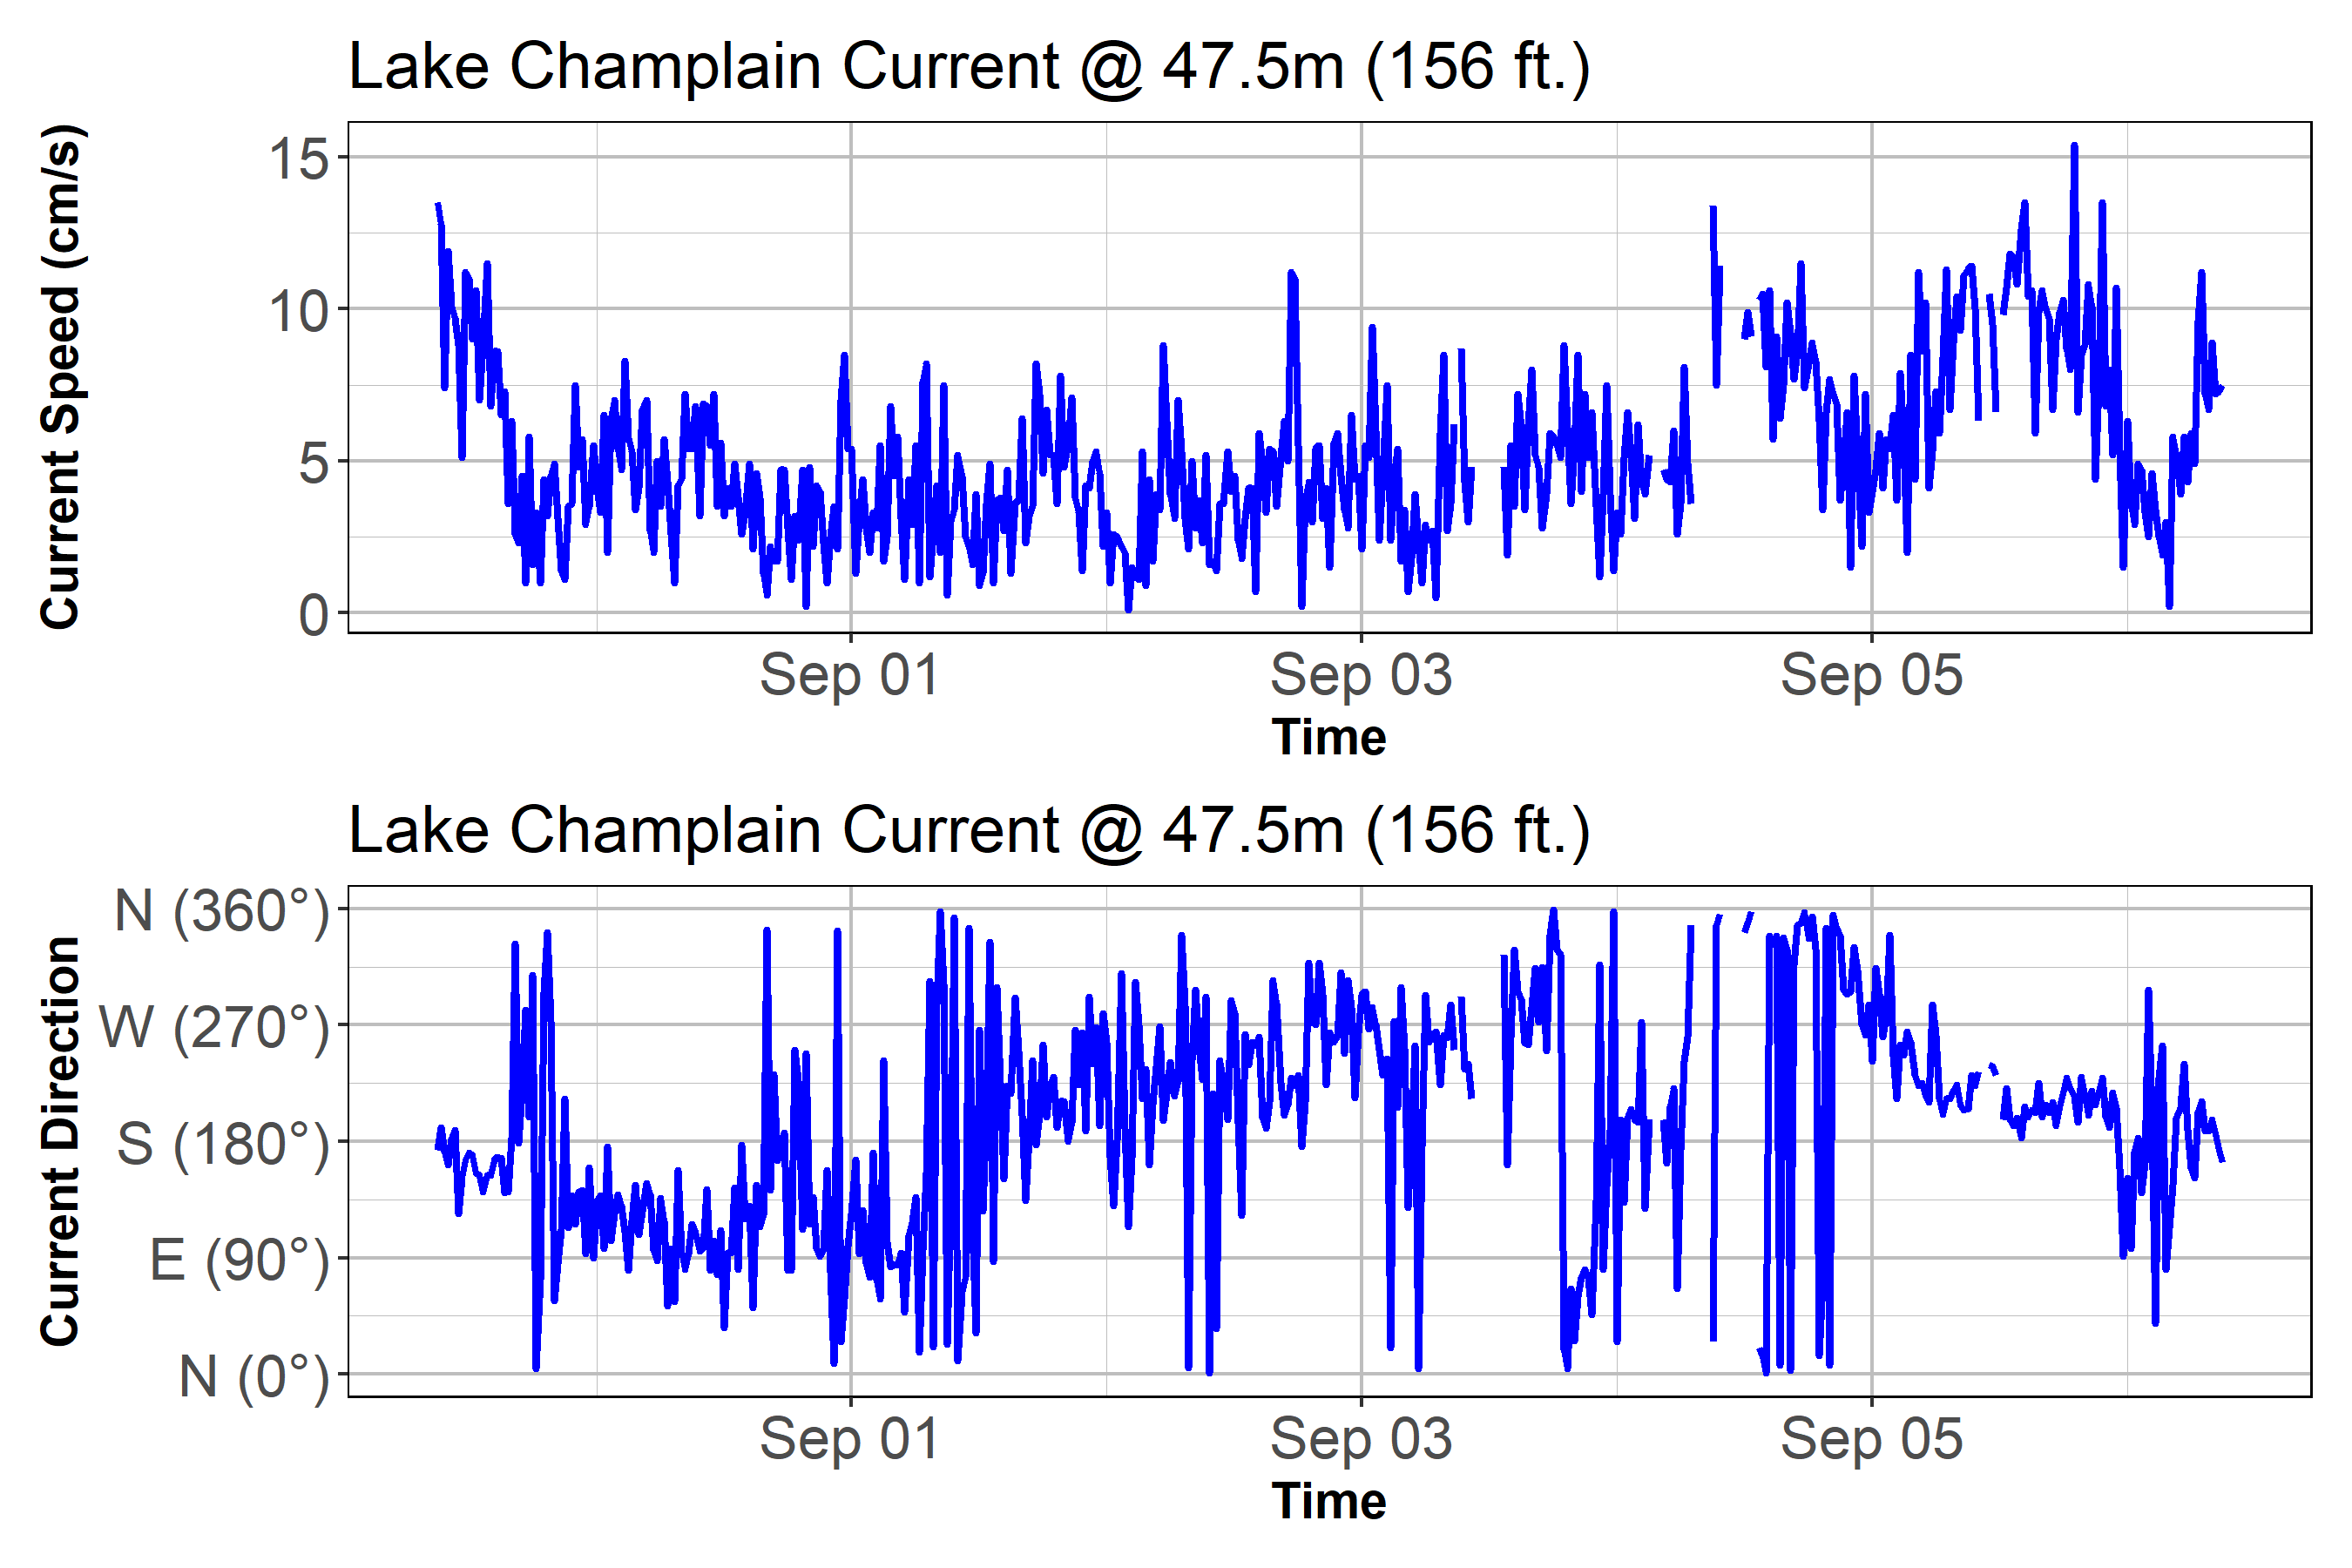 Lake Champlain Current @ 47.5m (156 ft.)
Current Speed (cm/s)
15
10
5
0
Sep 01 Sep 03 Sep 05
Time
Lake Champlain Current @ 47.5m (156 ft.)
Current Direction
N (360°)
W (270°)
S (180°)
E (90°)
N (0°)
Sep 01 Sep 03 Sep 05
Time